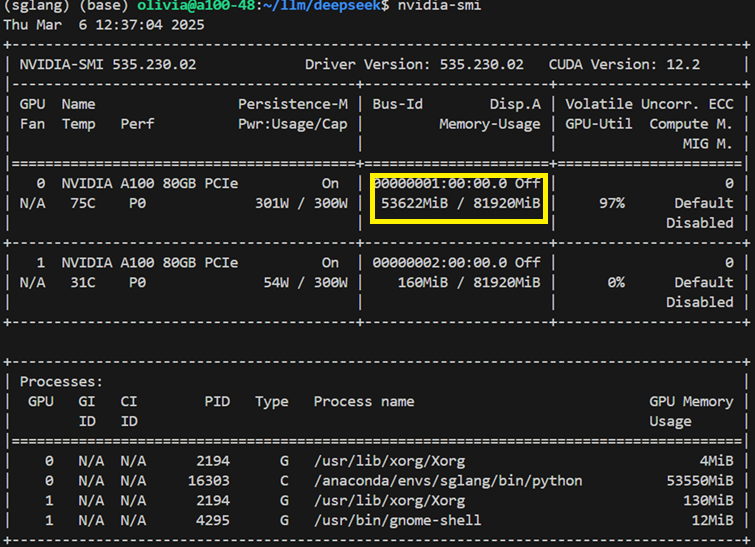 (sglang) (base) olivia@a100-48:~/llm/deepseek$ nvidia-smi
Thu Mar  6 12:37:04 2025
+---------------------------------------------------------------------------------------+
| NVIDIA-SMI 535.230.02             Driver Version: 535.230.02   CUDA Version: 12.2     |
|-----------------------------------------+----------------------+----------------------+
| GPU  Name                 Persistence-M | Bus-Id        Disp.A | Volatile Uncorr. ECC |
| Fan  Temp   Perf          Pwr:Usage/Cap |         Memory-Usage | GPU-Util  Compute M. |
|                                         |                      |               MIG M. |
|=========================================+======================+======================|
|   0  NVIDIA A100 80GB PCIe          On  | 00000001:00:00.0 Off |                    0 |
| N/A   75C    P0             301W / 300W |  53622MiB / 81920MiB |     97%      Default |
|                                         |                      |             Disabled |
+-----------------------------------------+----------------------+----------------------+
|   1  NVIDIA A100 80GB PCIe          On  | 00000002:00:00.0 Off |                    0 |
| N/A   31C    P0              54W / 300W |    160MiB / 81920MiB |      0%      Default |
|                                         |                      |             Disabled |
+-----------------------------------------+----------------------+----------------------+

+---------------------------------------------------------------------------------------+
| Processes:                                                                            |
|  GPU   GI   CI        PID   Type   Process name                            GPU Memory |
|        ID   ID                                                             Usage      |
|=======================================================================================|
|    0   N/A  N/A      2194      G   /usr/lib/xorg/Xorg                            4MiB |
|    0   N/A  N/A     16303      C   /anaconda/envs/sglang/bin/python          53550MiB |
|    1   N/A  N/A      2194      G   /usr/lib/xorg/Xorg                          130MiB |
|    1   N/A  N/A      4295      G   /usr/bin/gnome-shell                         12MiB |
+---------------------------------------------------------------------------------------+